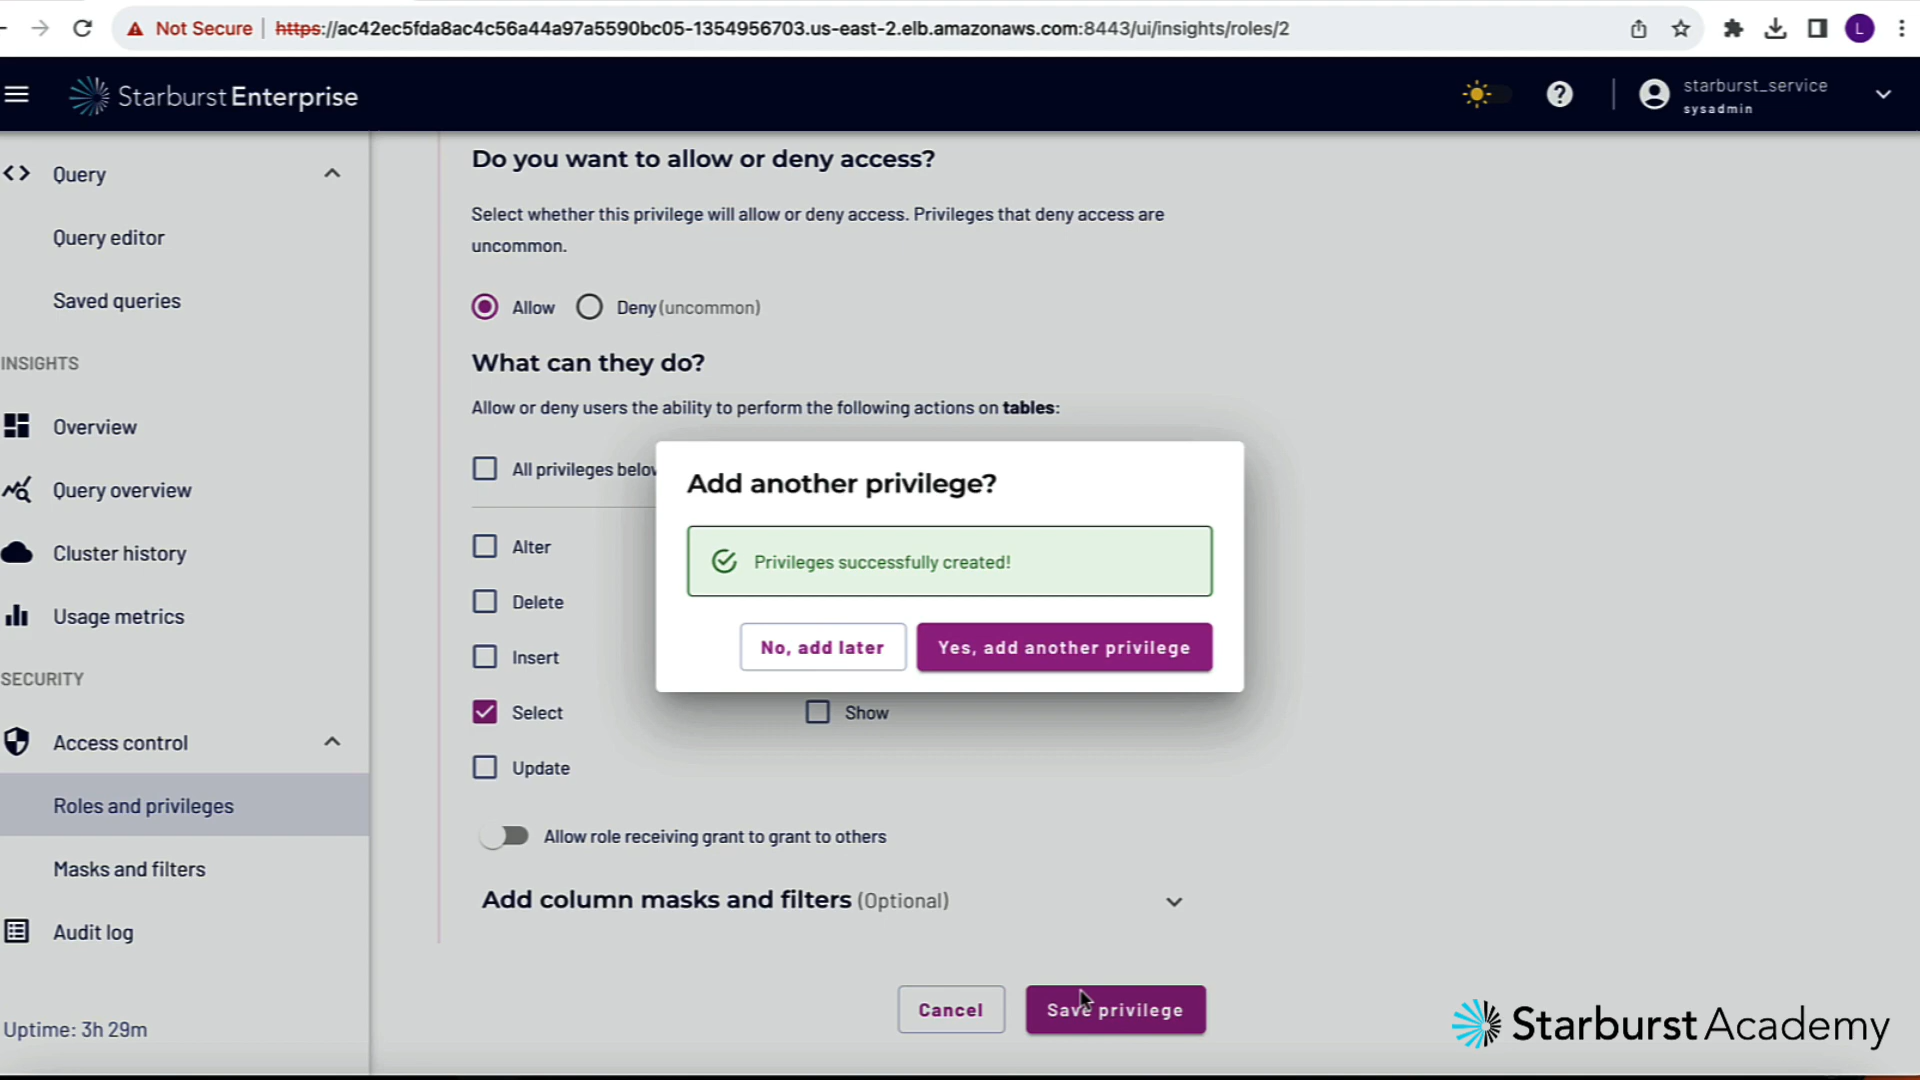 Not Secure
https://ac42ec5fda8ac4c56a44a97a5590bc05-1354956703.us-east-2.elb.amazonaws.com:8443/ui/insights/roles/2
L
Starburst Enterprise
?
starburst_service
sysadmin
Query
Query editor
Saved queries
INSIGHTS
Overview
Query overview
Cluster history
Usage metrics
SECURITY
Access control
Roles and privileges
Masks and filters
Audit log
Uptime: 3h 29m
Do you want to allow or deny access?
Select whether this privilege will allow or deny access. Privileges that deny access are
uncommon.
Allow
Deny (uncommon)
What can they do?
Allow or deny users the ability to perform the following actions on tables:
All privileges below
Alter
Delete
Insert
Select
Show
Update
Add another privilege?
Privileges successfully created!
No, add later
Yes, add another privilege
Allow role receiving grant to grant to others
Add column masks and filters (Optional)
Cancel
Save privilege
Starburst Academy